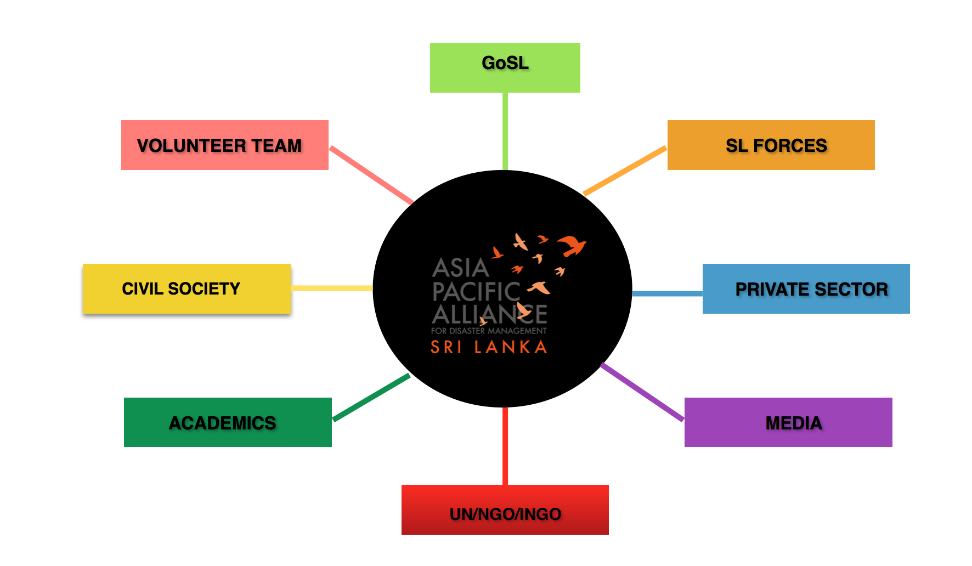 GoSL
VOLUNTEER TEAM
SL FORCES
CIVIL SOCIETY
ASIA
PACIFIC
ALLIANCE
FOR DISASTER MANAGEMENT
SRI LANKA
PRIVATE SECTOR
ACADEMICS
MEDIA
UN/NGO/INGO